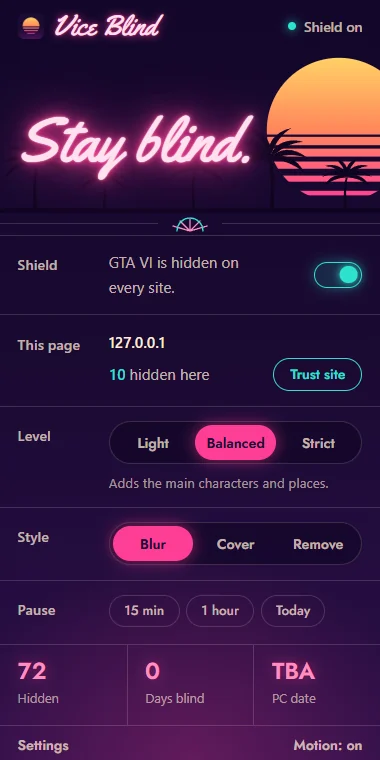 Vice Blind
Shield on
Stay blind.
Shield
GTA VI is hidden on
every site.
This page
127.0.0.1
10 hidden here
Trust site
Level
Light
Balanced
Strict
Adds the main characters and places.
Style
Blur
Cover
Remove
Pause
15 min
1 hour
Today
72
Hidden
0
Days blind
TBA
PC date
Settings
Motion: on